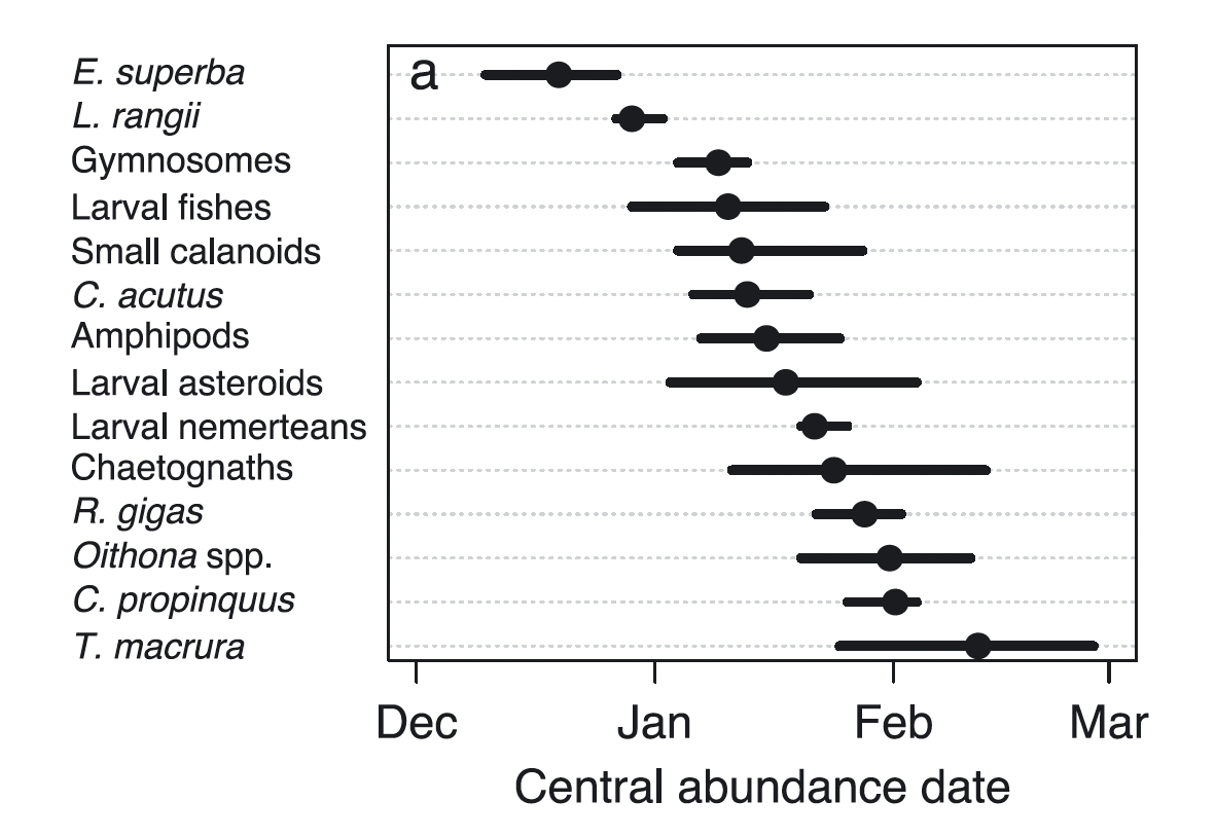 a
E. superba
L. rangii
Gymnosomes
Larval fishes
Small calanoids
C. acutus
Amphipods
Larval asteroids
Larval nemerteans
Chaetognaths
R. gigas
Oithona spp.
C. propinquus
T. macrura
Dec Jan Feb Mar
Central abundance date